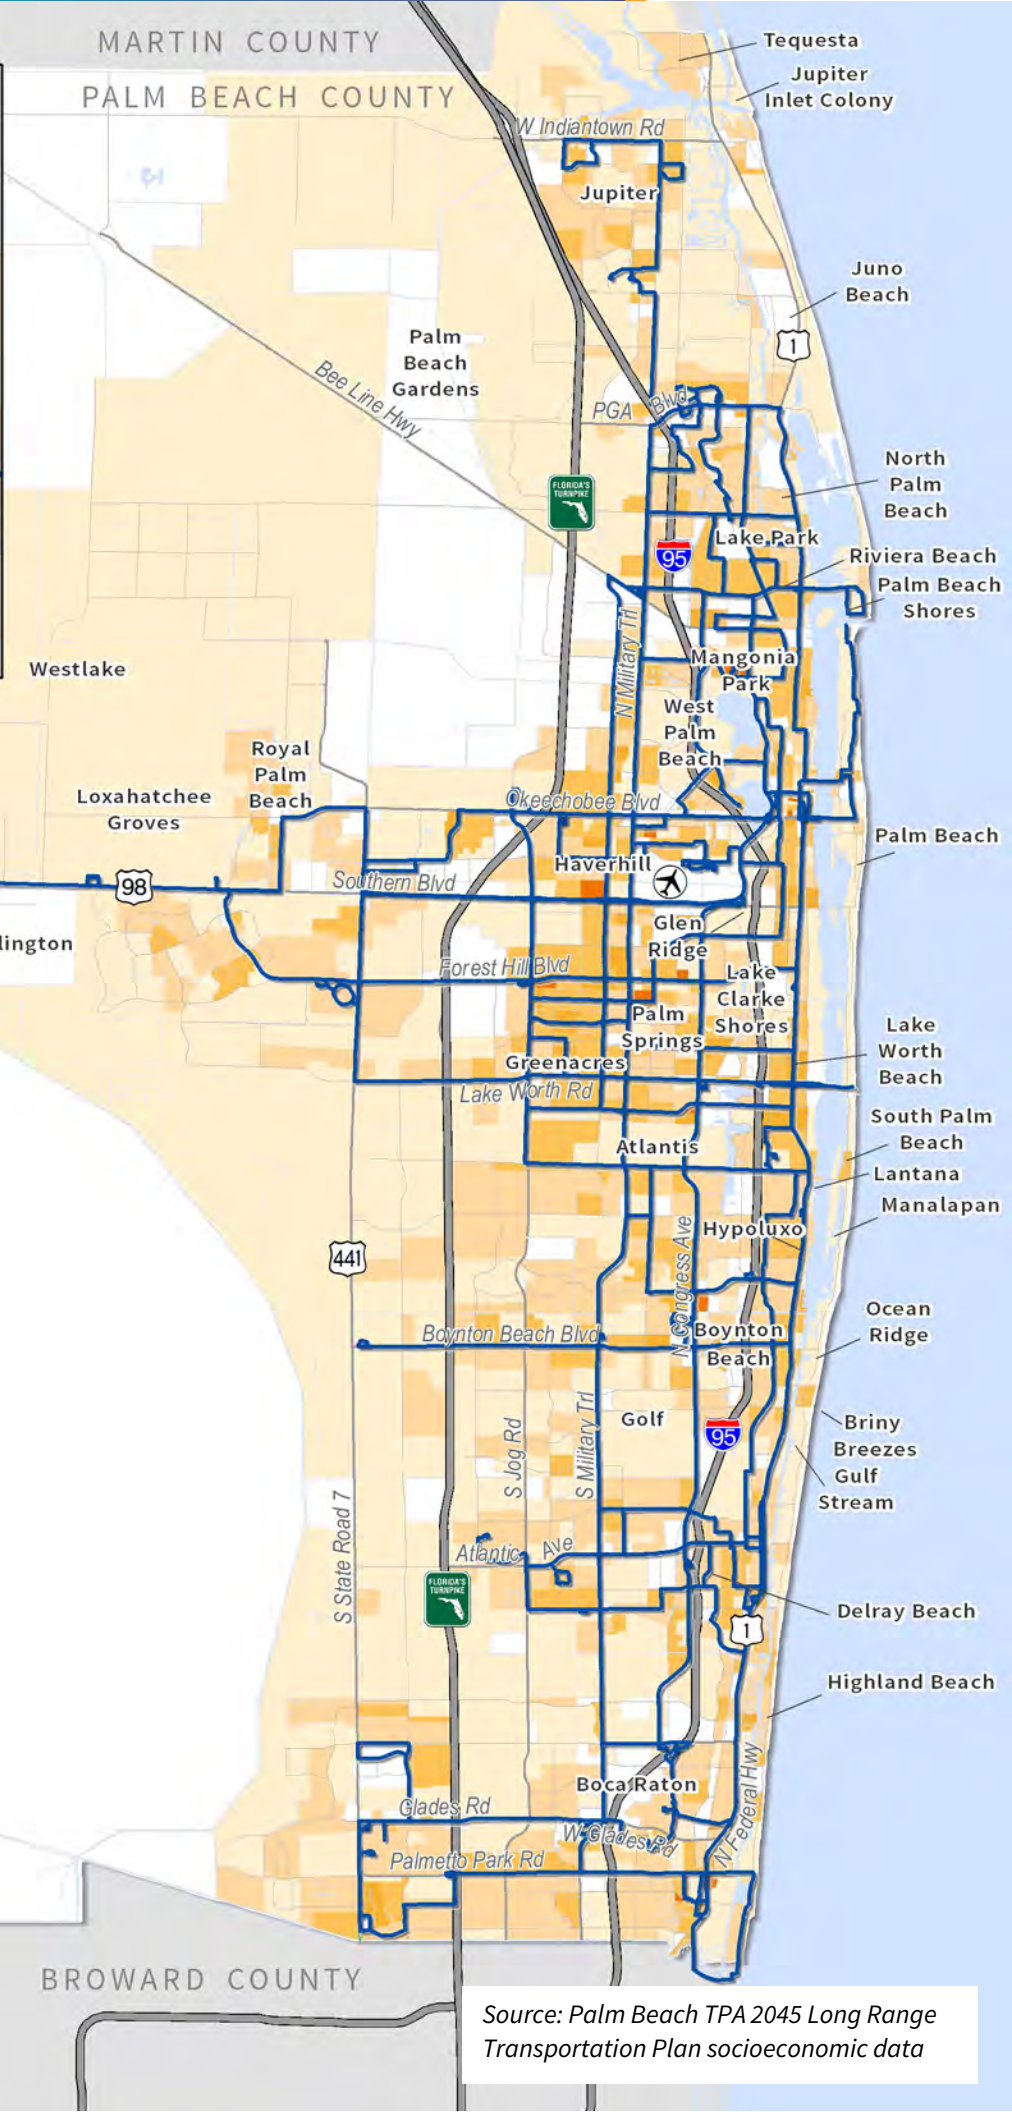 MARTIN COUNTY
PALM BEACH COUNTY
Tequesta
Jupiter
Inlet Colony
W Indiantown Rd
Jupiter
Juno
Beach
1
Palm
Beach
Gardens
Bee Line Hwy
PGA Blvd
FLORIDA'S
TURNPIKE
North
Palm
Beach
Lake Park
95
Riviera Beach
Palm Beach
Shores
N Military Trl
Mangonia
Park
Westlake
West
Palm
Beach
Royal
Palm
Beach
Loxahatchee
Groves
Okeechobee Blvd
Palm Beach
Haverhill
98
Southern Blvd
lington
Glen
Ridge
Forest Hill Blvd
Lake
Clarke
Shores
Palm
Springs
Lake
Worth
Beach
Greenacres
Lake Worth Rd
South Palm
Beach
Atlantis
Lantana
Manalapan
Hypoluxo
441
N Congress Ave
Ocean
Ridge
Boynton Beach Blvd
Boynton
Beach
Golf
95
Briny
Breezes
Gulf
Stream
S Jog Rd
S Military Trl
S State Road 7
Atlantic Ave
FLORIDA'S
TURNPIKE
Delray Beach
1
Highland Beach
Boca Raton
Glades Rd
W Glades Rd
N Federal Hwy
Palmetto Park Rd
BROWARD COUNTY
Source: Palm Beach TPA 2045 Long Range
Transportation Plan socioeconomic data